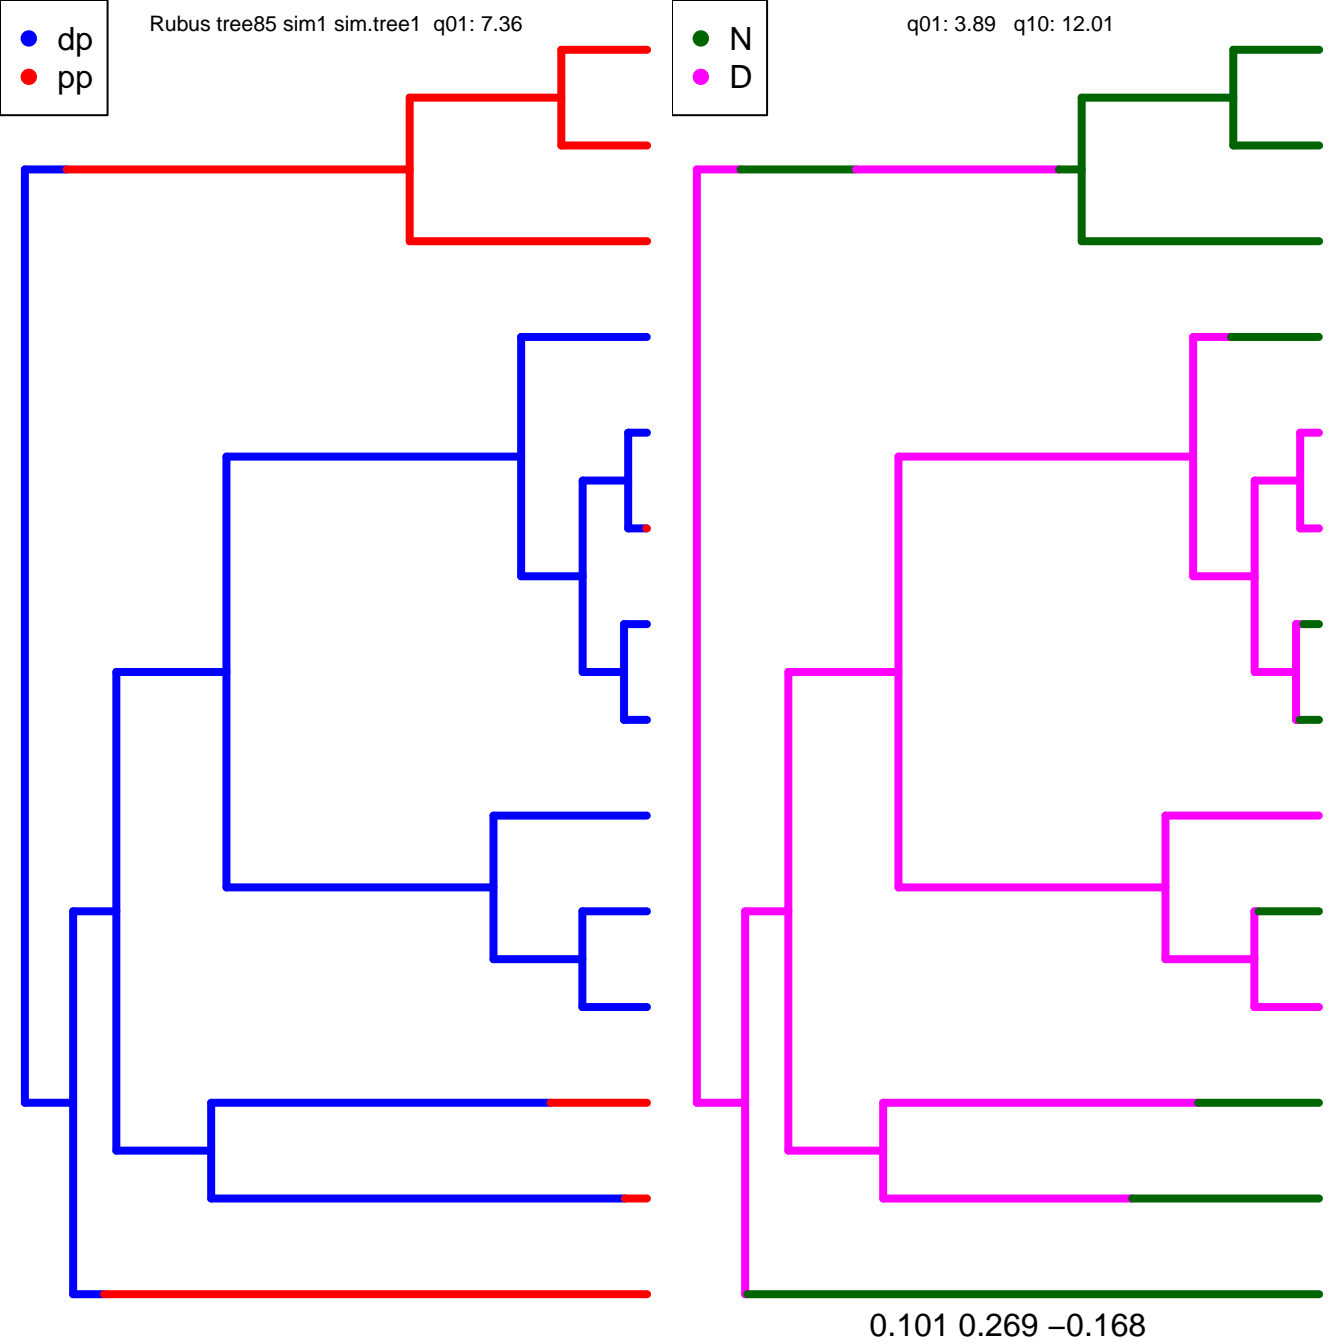 dp
pp
Rubus tree85 sim1 sim.tree1 q01: 7.36
N
D
q01: 3.89 q10: 12.01
0.101 0.269 −0.168